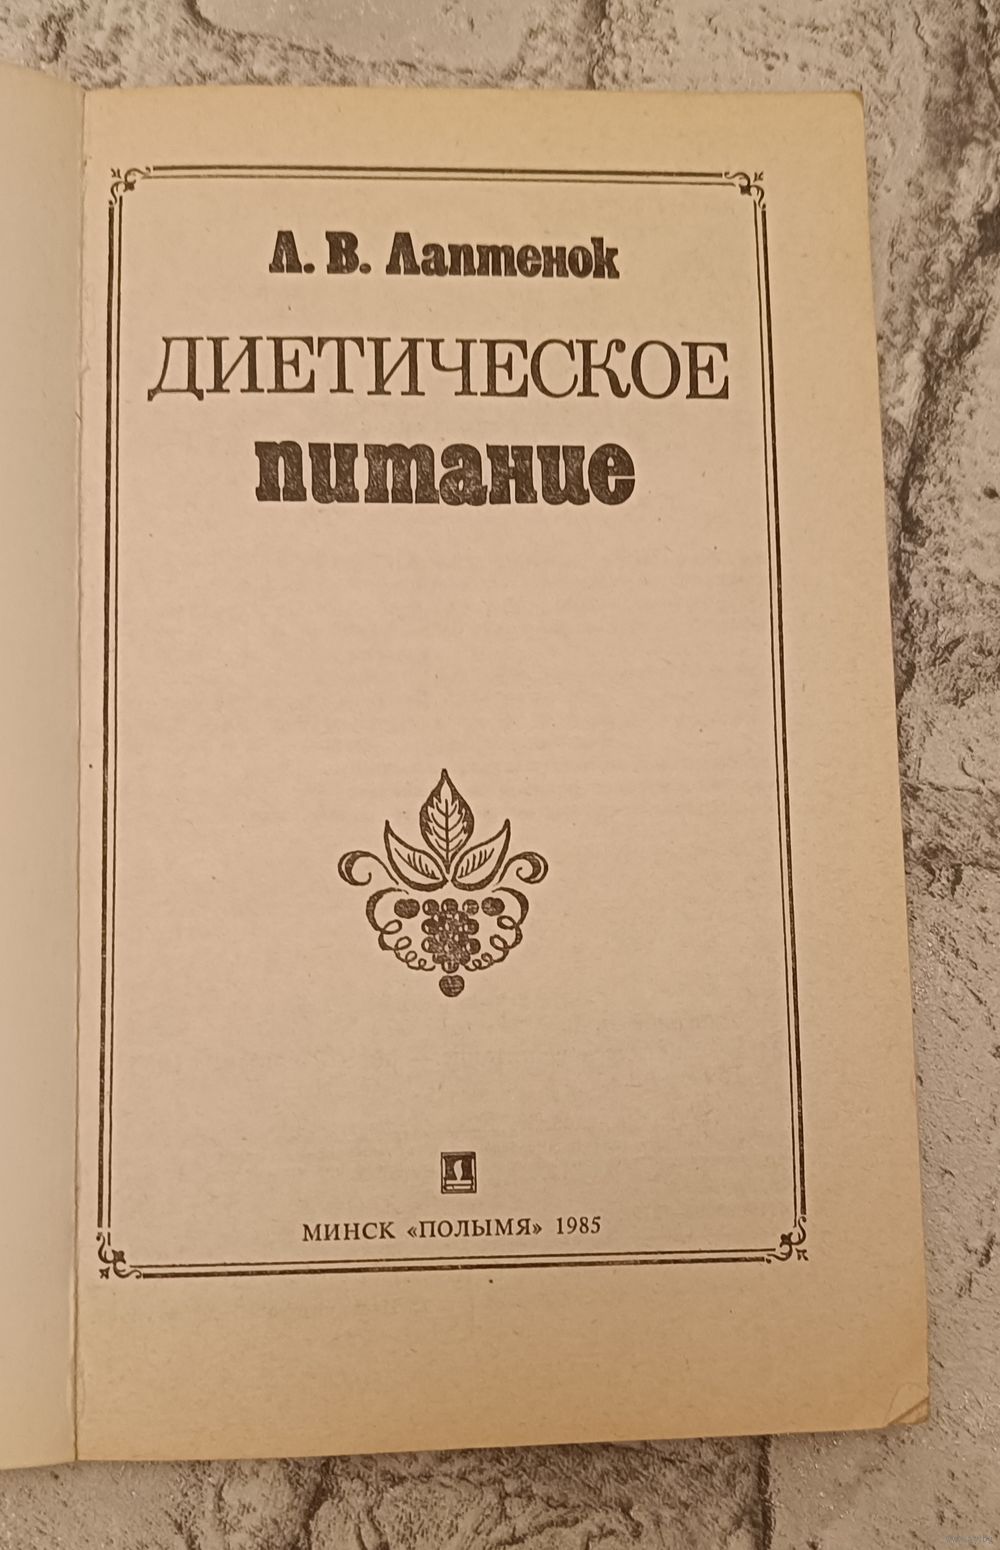 Л. В. Лаптенок
ДИЕТИЧЕСКОЕ
питание
МИНСК «ПОЛЫМЯ» 1985